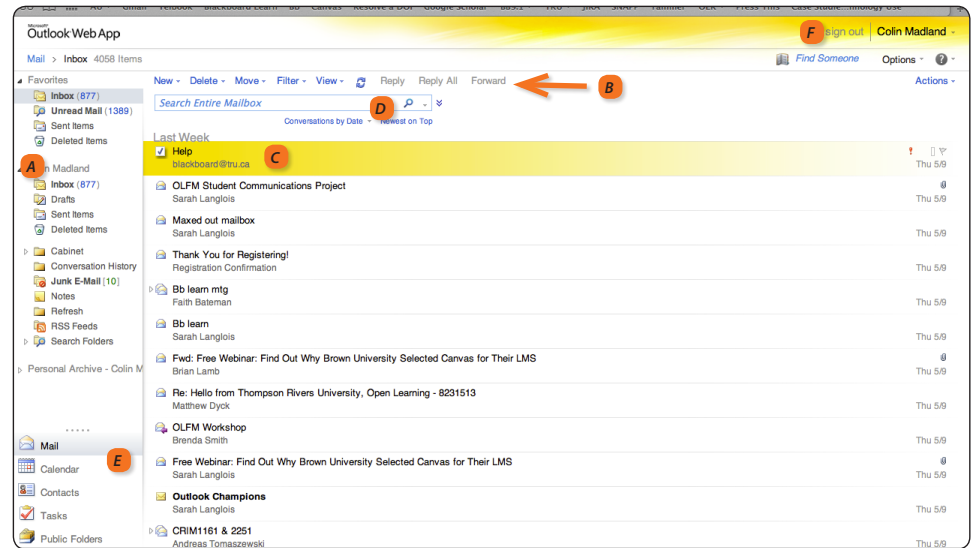 Microsoft
Outlook Web App
F sign out Colin Madland
Mail > Inbox 4058 Items
Find Someone Options
Favorites
Inbox (877)
Unread Mail (1389)
Sent Items
Deleted Items
A n Madland
Inbox (877)
Drafts
Sent Items
Deleted Items
Cabinet
Conversation History
Junk E-Mail [10]
Notes
Refresh
RSS Feeds
Search Folders
Personal Archive - Colin M
Mail
E
Calendar
Contacts
Tasks
Public Folders
New Delete Move Filter View Reply Reply All Forward B Actions
Search Entire Mailbox D
Conversations by Date Newest on Top
Last Week
Help C
blackboard@tru.ca Thu 5/9
OLFM Student Communications Project
Sarah Langlois Thu 5/9
Maxed out mailbox
Sarah Langlois Thu 5/9
Thank You for Registering!
Registration Confirmation Thu 5/9
Bb learn mtg
Faith Bateman Thu 5/9
Bb learn
Sarah Langlois Thu 5/9
Fwd: Free Webinar: Find Out Why Brown University Selected Canvas for Their LMS
Brian Lamb Thu 5/9
Re: Hello from Thompson Rivers University, Open Learning - 8231513
Matthew Dyck Thu 5/9
OLFM Workshop
Brenda Smith Thu 5/9
Free Webinar: Find Out Why Brown University Selected Canvas for Their LMS
Sarah Langlois Thu 5/9
Outlook Champions
Sarah Langlois Thu 5/9
CRIM1161 & 2251
Andreas Tomaszewski Thu 5/9